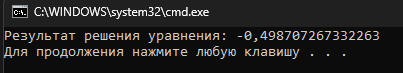 C:\WINDOWS\system32\cmd.exe
Результат решения уравнения: -0,498707267332263
Для продолжения нажмите любую клавишу . . .